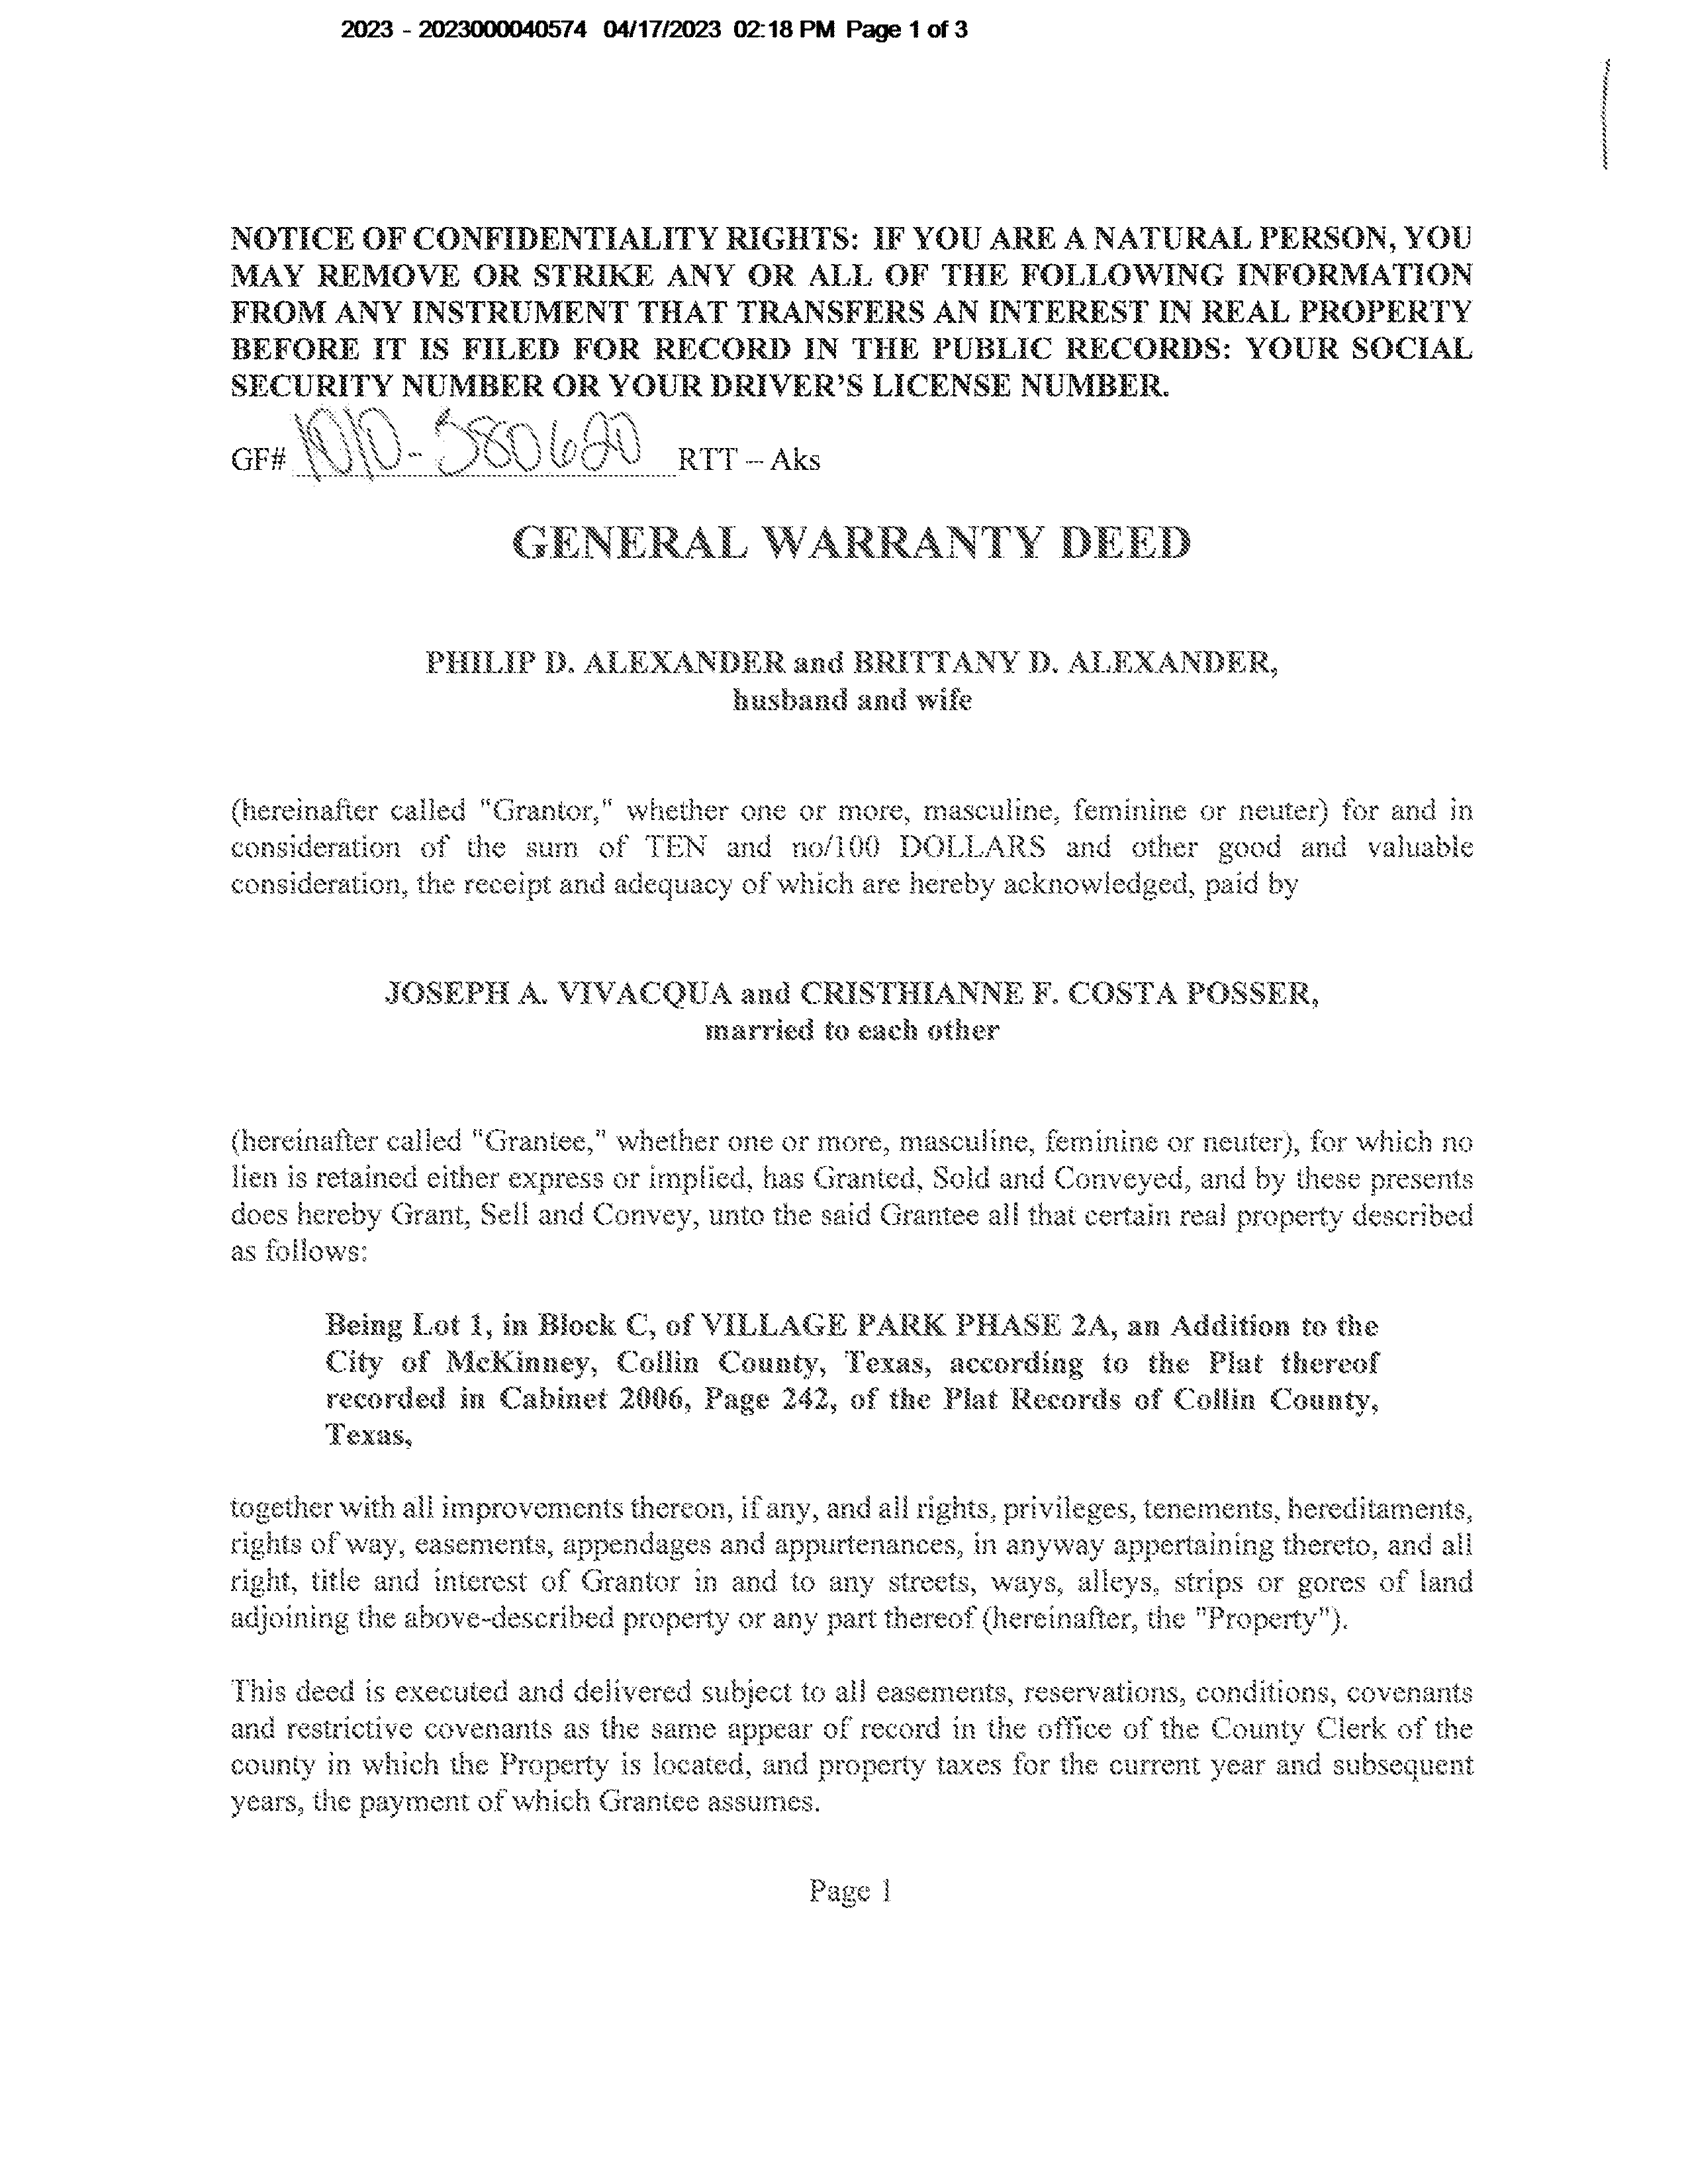 2023 - 2023000040574 04/17/2023 02:18 PM Page 1 of 3
NOTICE OF CONFIDENTIALITY RIGHTS: IF YOU ARE A NATURAL PERSON, YOU
MAY REMOVE OR STRIKE ANY OR ALL OF THE FOLLOWING INFORMATION
FROM ANY INSTRUMENT THAT TRANSFERS AN INTEREST IN REAL PROPERTY
BEFORE IT IS FILED FOR RECORD IN THE PUBLIC RECORDS: YOUR SOCIAL
SECURITY NUMBER OR YOUR DRIVER'S LICENSE NUMBER.
GF# 1010-380620 RTT – Aks
GENERAL WARRANTY DEED
PHILIP D. ALEXANDER and BRITTANY D. ALEXANDER,
husband and wife
(hereinafter called "Grantor," whether one or more, masculine, feminine or neuter) for and in
consideration of the sum of TEN and no/100 DOLLARS and other good and valuable
consideration, the receipt and adequacy of which are hereby acknowledged, paid by
JOSEPH A. VIVACQUA and CRISTHIANNE F. COSTA POSSER,
married to each other
(hereinafter called "Grantee," whether one or more, masculine, feminine or neuter), for which no
lien is retained either express or implied, has Granted, Sold and Conveyed, and by these presents
does hereby Grant, Sell and Convey, unto the said Grantee all that certain real property described
as follows:
Being Lot 1, in Block C, of VILLAGE PARK PHASE 2A, an Addition to the
City of McKinney, Collin County, Texas, according to the Plat thereof
recorded in Cabinet 2006, Page 242, of the Plat Records of Collin County,
Texas,
together with all improvements thereon, if any, and all rights, privileges, tenements, hereditaments,
rights of way, easements, appendages and appurtenances, in anyway appertaining thereto, and all
right, title and interest of Grantor in and to any streets, ways, alleys, strips or gores of land
adjoining the above-described property or any part thereof (hereinafter, the "Property").
This deed is executed and delivered subject to all easements, reservations, conditions, covenants
and restrictive covenants as the same appear of record in the office of the County Clerk of the
county in which the Property is located, and property taxes for the current year and subsequent
years, the payment of which Grantee assumes.
Page 1